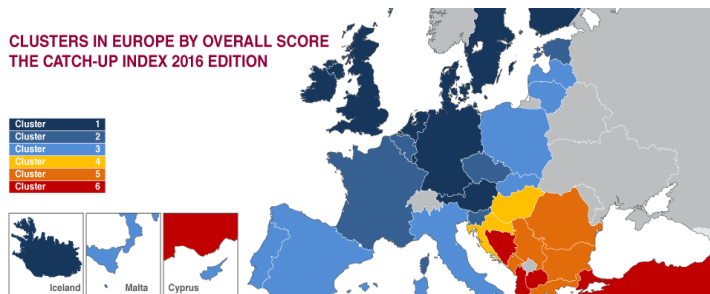 CLUSTERS IN EUROPE BY OVERALL SCORE
THE CATCH-UP INDEX 2016 EDITION
Cluster 1
Cluster 2
Cluster 3
Cluster 4
Cluster 5
Cluster 6
Iceland
Malta
Cyprus